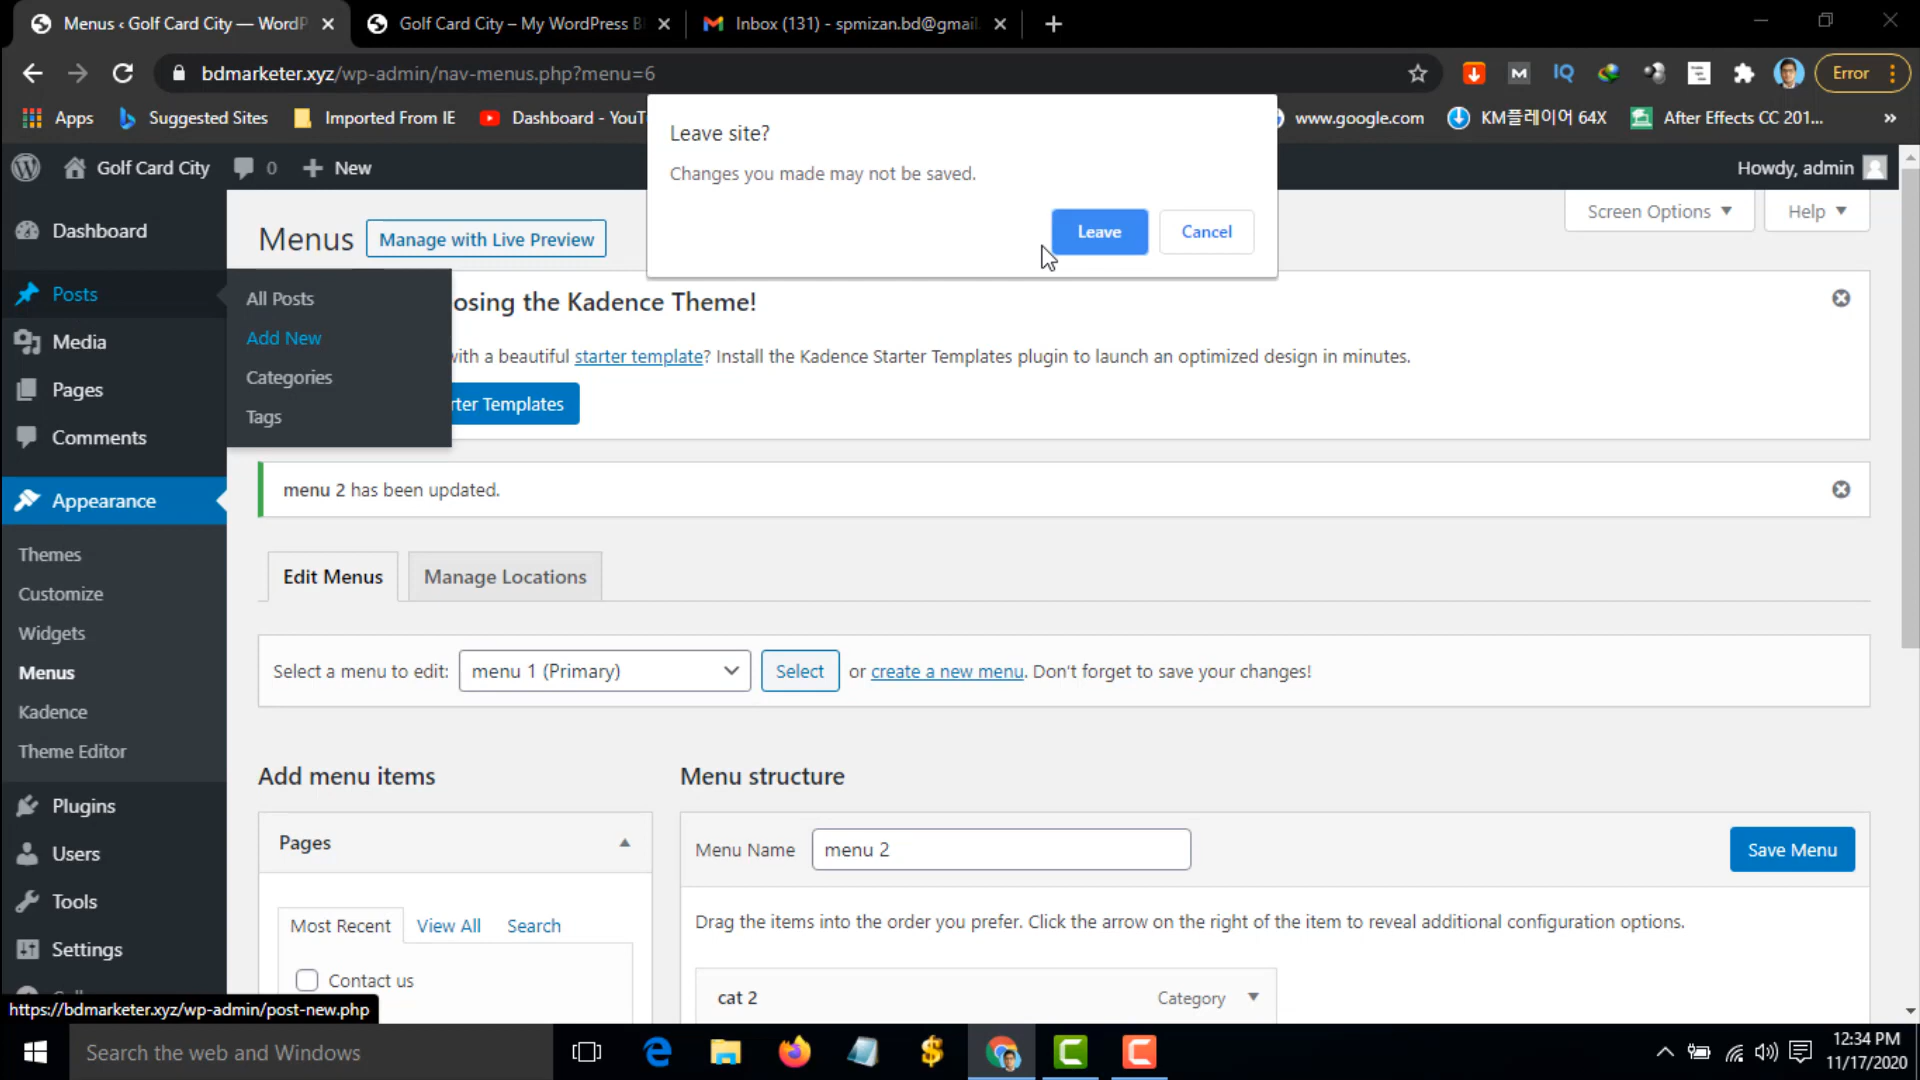 Menus ‹ Golf Card City — WordP
Golf Card City – My WordPress B
Inbox (131) - spmizan.bd@gmail
bdmarketer.xyz/wp-admin/nav-menus.php?menu=6
IQ
Error
Apps
Suggested Sites
Imported From IE
Dashboard - YouT
www.google.com
KM플레이어 64X
After Effects CC 201...
»
Leave site?
Changes you made may not be saved.
Leave
Cancel
Golf Card City
0
New
Howdy, admin
Dashboard
Posts
Media
Pages
Comments
Appearance
Themes
Customize
Widgets
Menus
Kadence
Theme Editor
Plugins
Users
Tools
Settings
All Posts
Add New
Categories
Tags
Menus
Manage with Live Preview
Screen Options
Help
osing the Kadence Theme!
with a beautiful starter template? Install the Kadence Starter Templates plugin to launch an optimized design in minutes.
rter Templates
menu 2 has been updated.
Edit Menus
Manage Locations
Select a menu to edit:
menu 1 (Primary)
Select
or create a new menu. Don't forget to save your changes!
Add menu items
Menu structure
Pages
Menu Name
menu 2
Save Menu
Most Recent
View All
Search
Drag the items into the order you prefer. Click the arrow on the right of the item to reveal additional configuration options.
Contact us
cat 2
Category
https://bdmarketer.xyz/wp-admin/post-new.php
Search the web and Windows
12:34 PM
11/17/2020